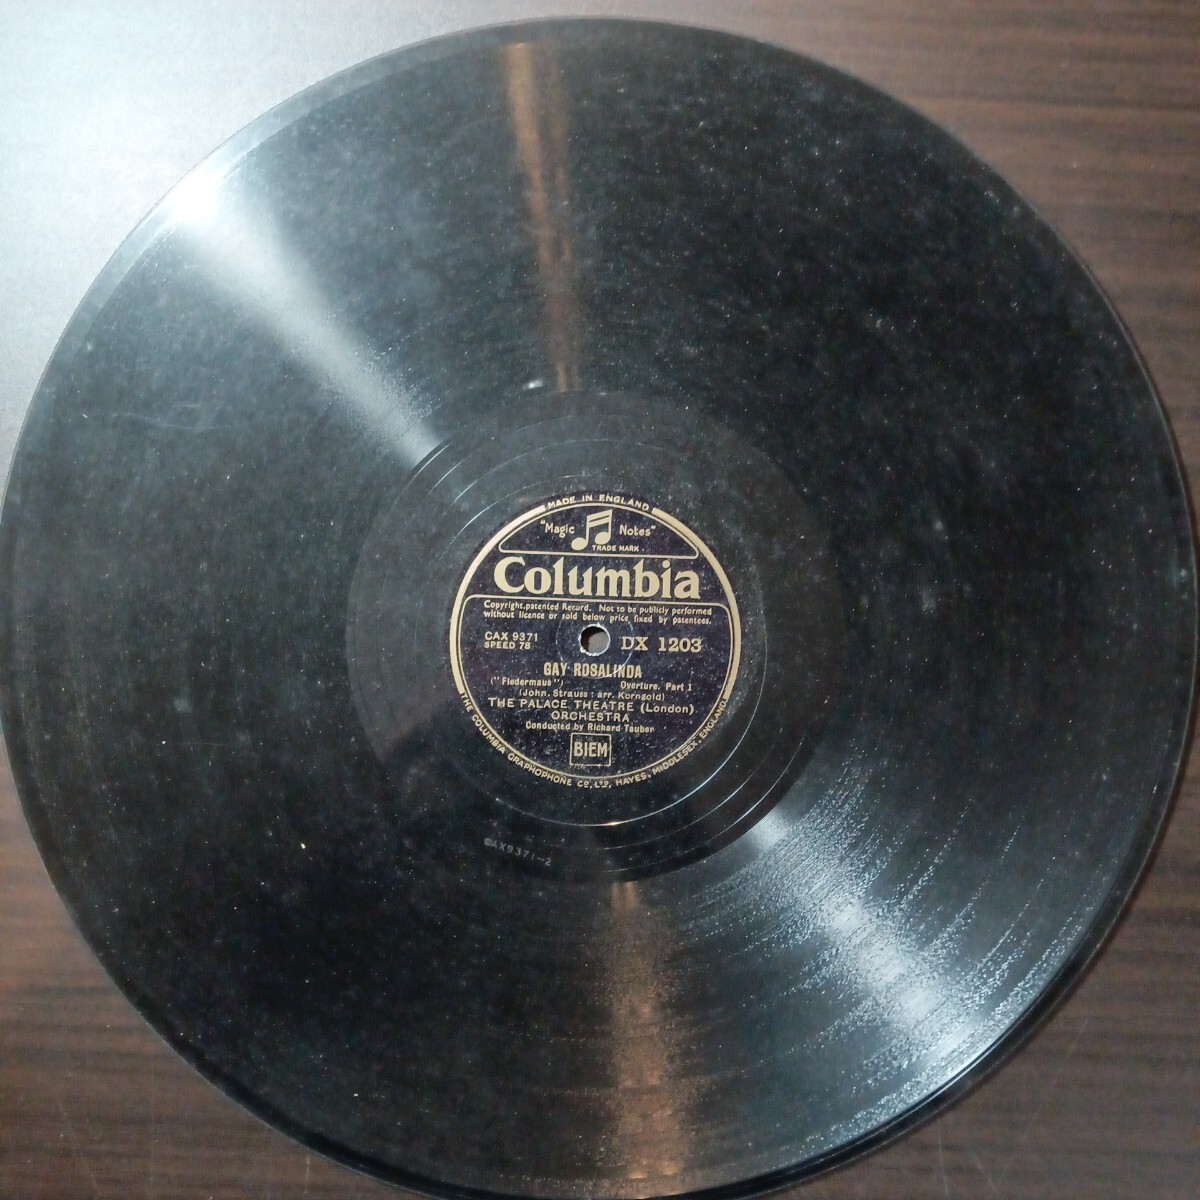 MADE IN ENGLAND
"Magic Notes"
TRADE MARK.
Columbia
Copyright, patented Record. Not to be publicly performed
without licence or sold below price fixed by patentees.
CAX 9371
SPEED 78
DX 1203
GAY ROSALINDA
("Fledermaus") Overture. Part 1
(John. Strauss : arr. Korngold)
THE PALACE THEATRE (London)
ORCHESTRA
Conducted by Richard Tauber
BIEM
THE COLUMBIA GRAPHOPHONE Co, LTD, HAYES, MIDDLESEX, ENGLAND.
CAX9371-2